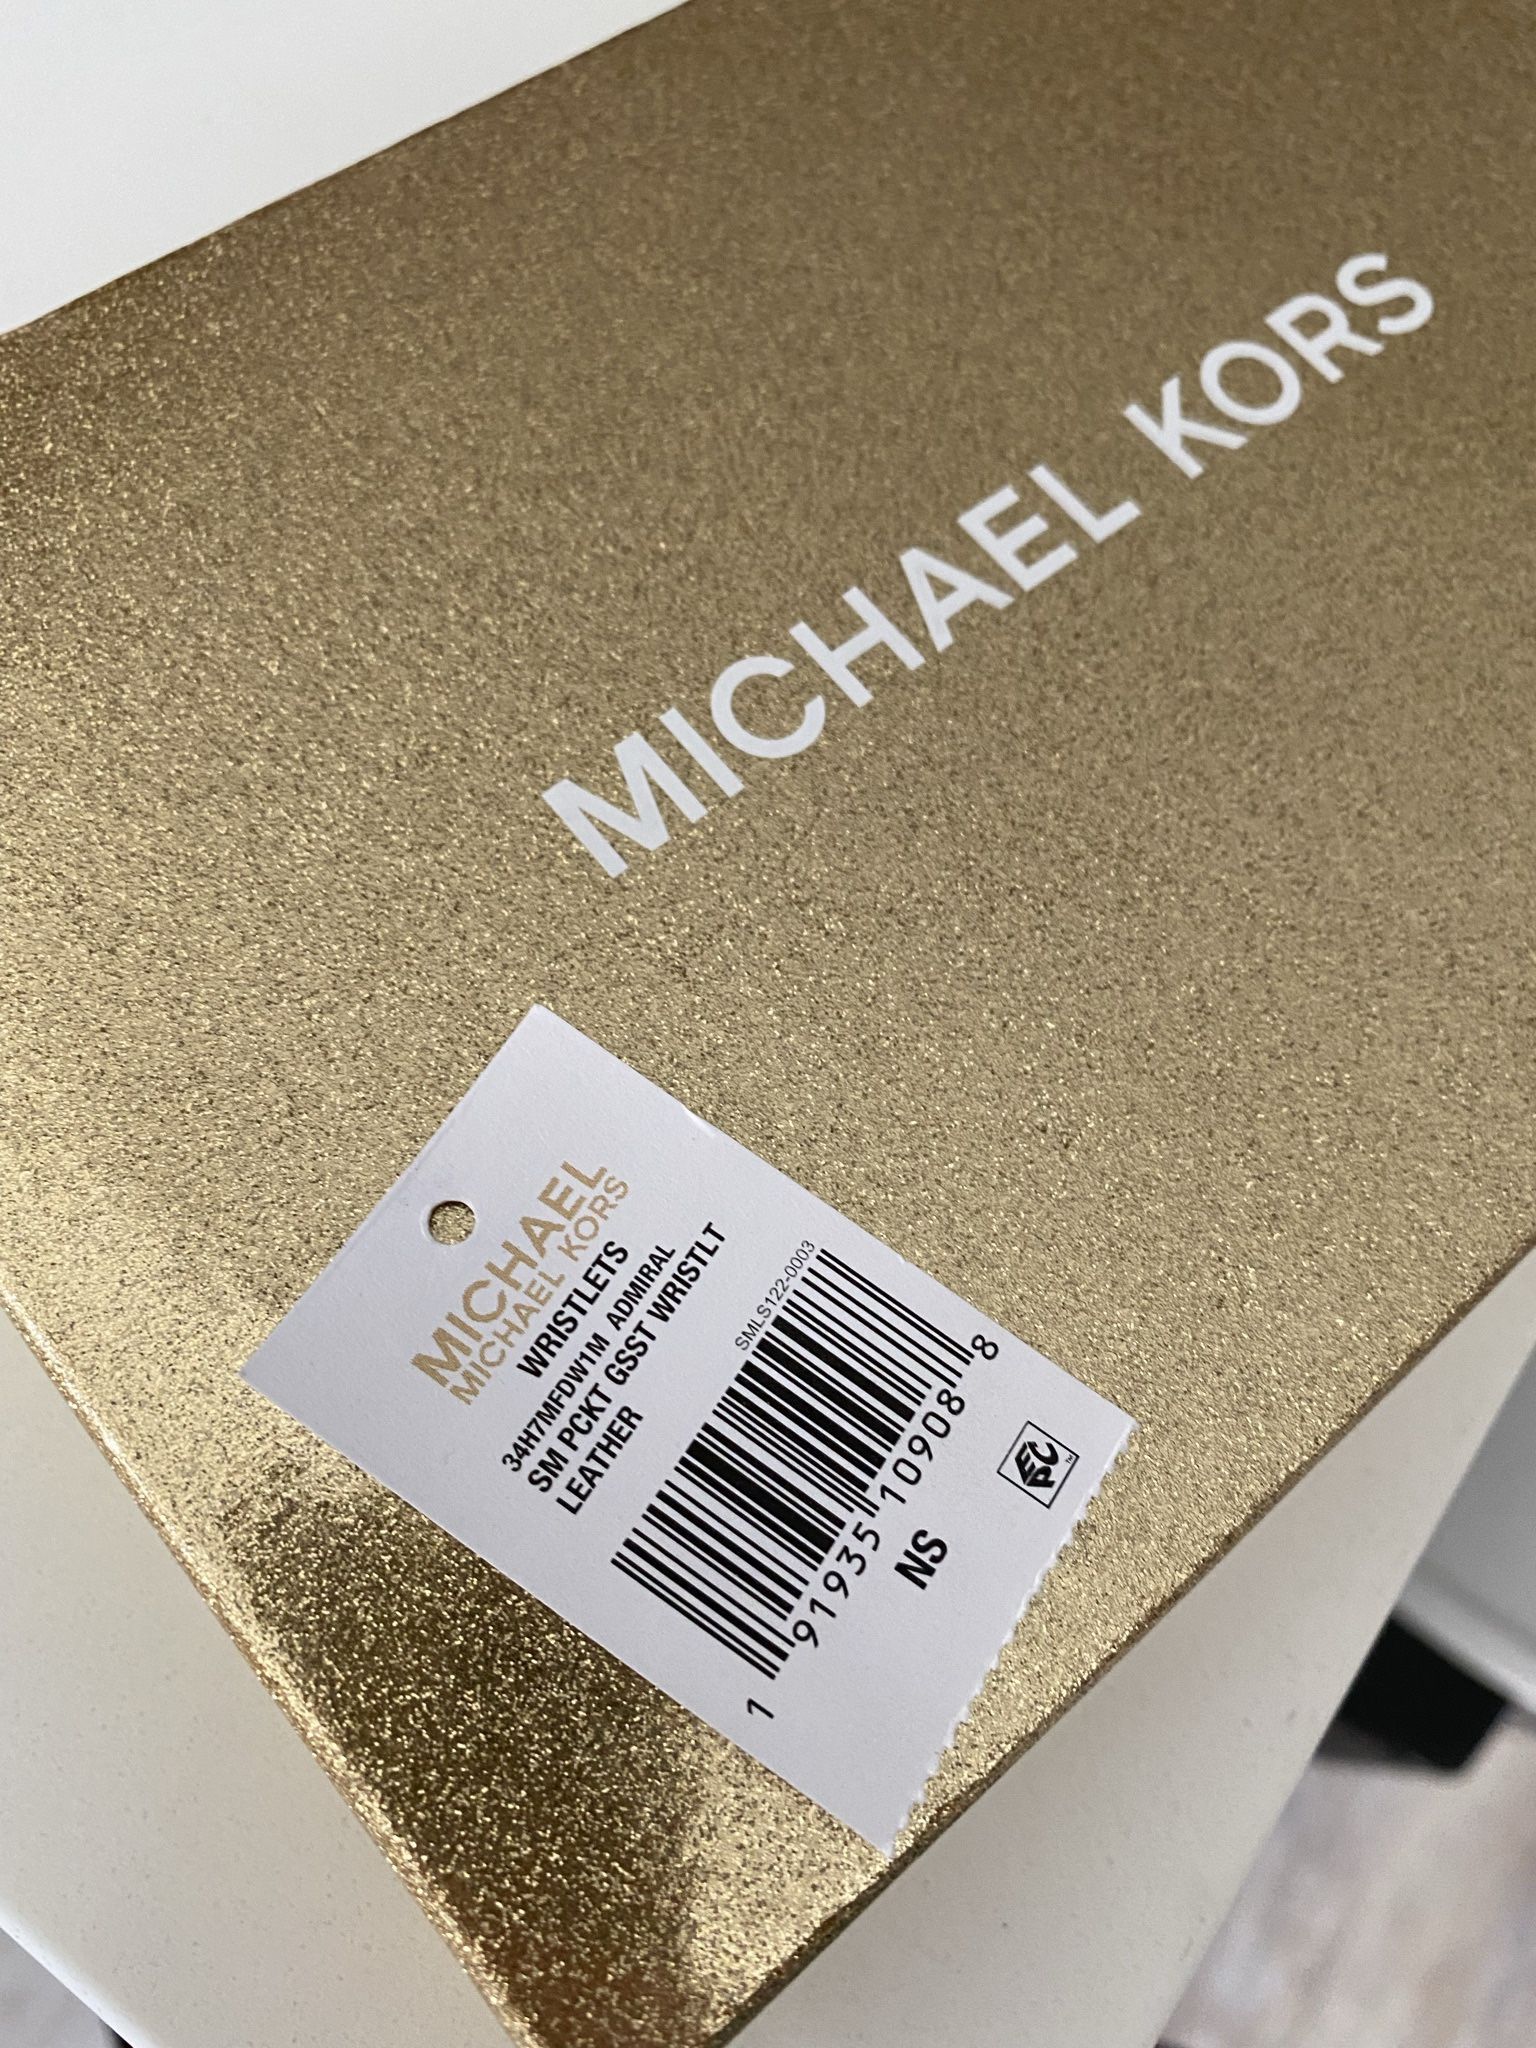 MICHAEL KORS
MICHAEL
MICHAEL KORS
WRISTLETS
34H7MFDW1M ADMIRAL
SM PCKT GSST WRISTLT
LEATHER
SMLS122-0003
1 91935 10908 8
NS
EPC™